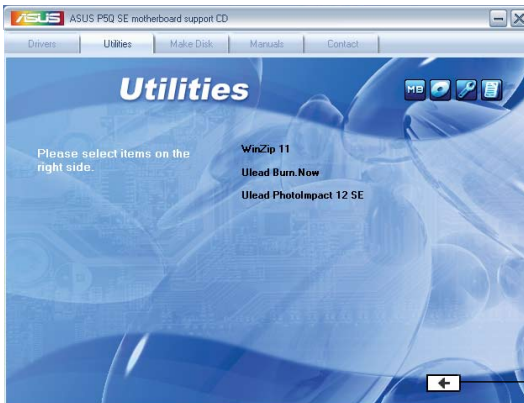 ASUS ASUS P5Q SE motherboard support CD
Drivers Utilities Make Disk Manuals Contact
Utilities
MB
Please select items on the
right side.
WinZip 11
Ulead Burn.Now
Ulead PhotoImpact 12 SE